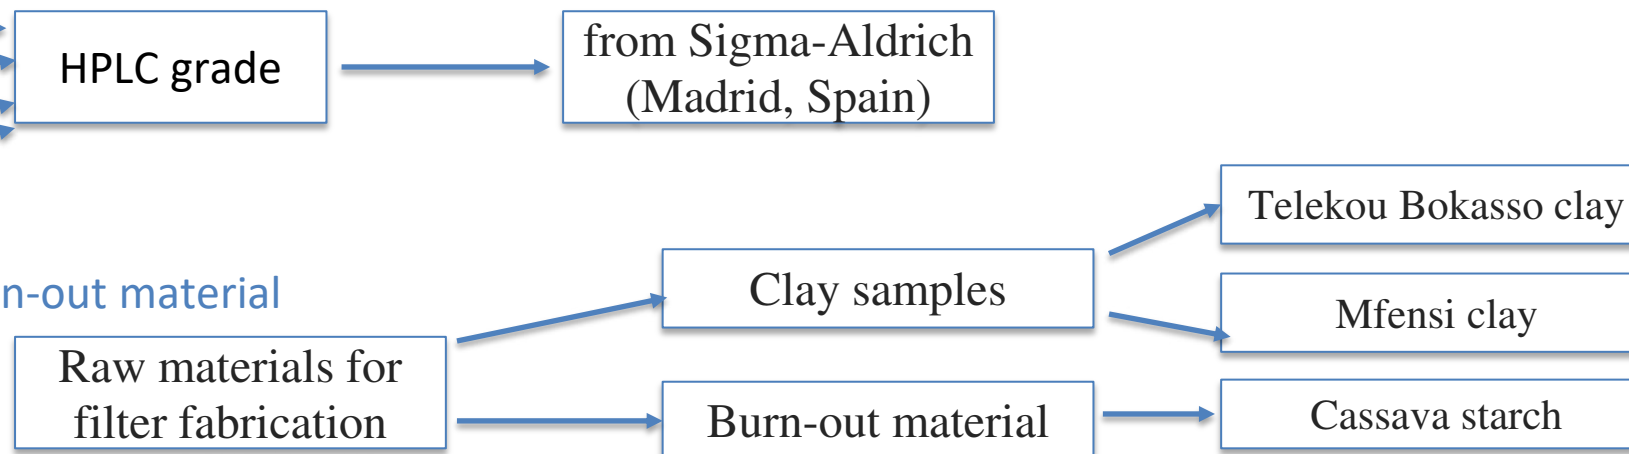 HPLC grade
from Sigma-Aldrich
(Madrid, Spain)
Telekou Bokasso clay
n-out material
Clay samples
Mfensi clay
Raw materials for
filter fabrication
Burn-out material
Cassava starch